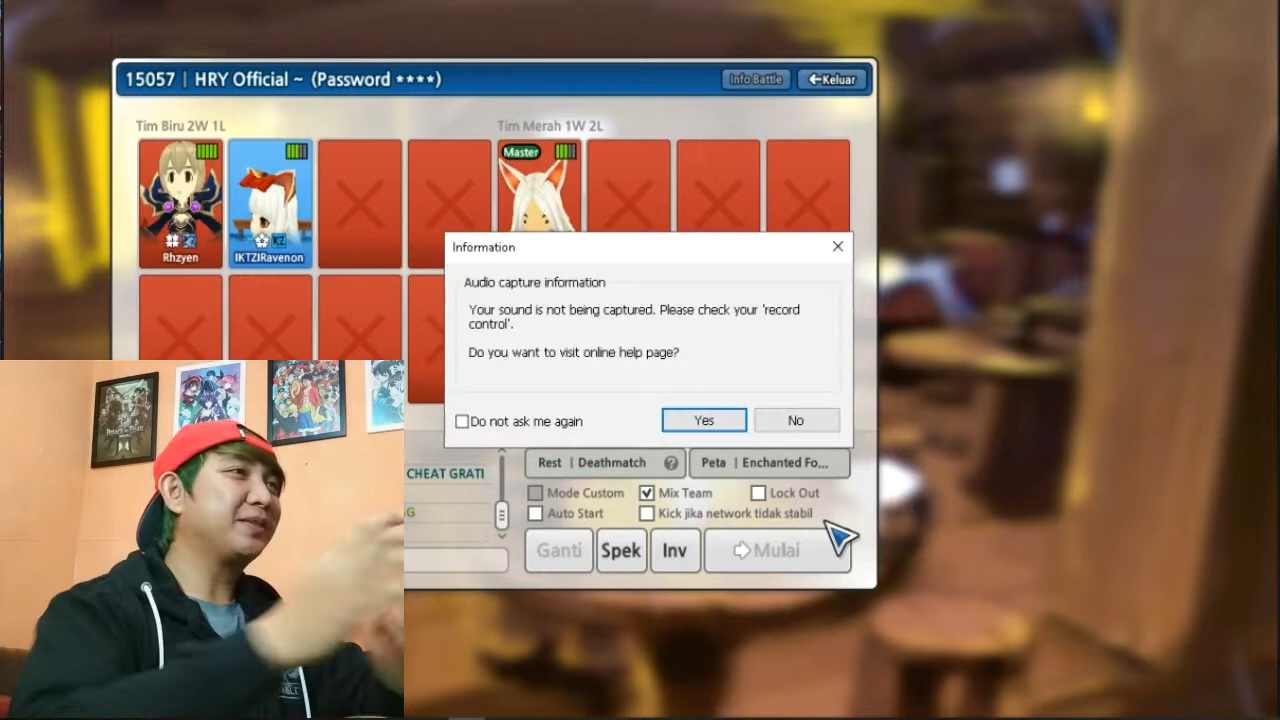 15057 | HRY Official ~ (Password ****)
Info Battle
Keluar
Tim Biru 2W 1L
Tim Merah 1W 2L
Master
Rhzyen
KZ
IKTZIRavenon
Information
Audio capture information
Your sound is not being captured. Please check your 'record
control'.
Do you want to visit online help page?
Do not ask me again
Yes
No
CHEAT GRATI
G
Rest | Deathmatch
Peta | Enchanted Fo...
Mode Custom
Mix Team
Lock Out
Auto Start
Kick jika network tidak stabil
Ganti
Spek
Inv
Mulai